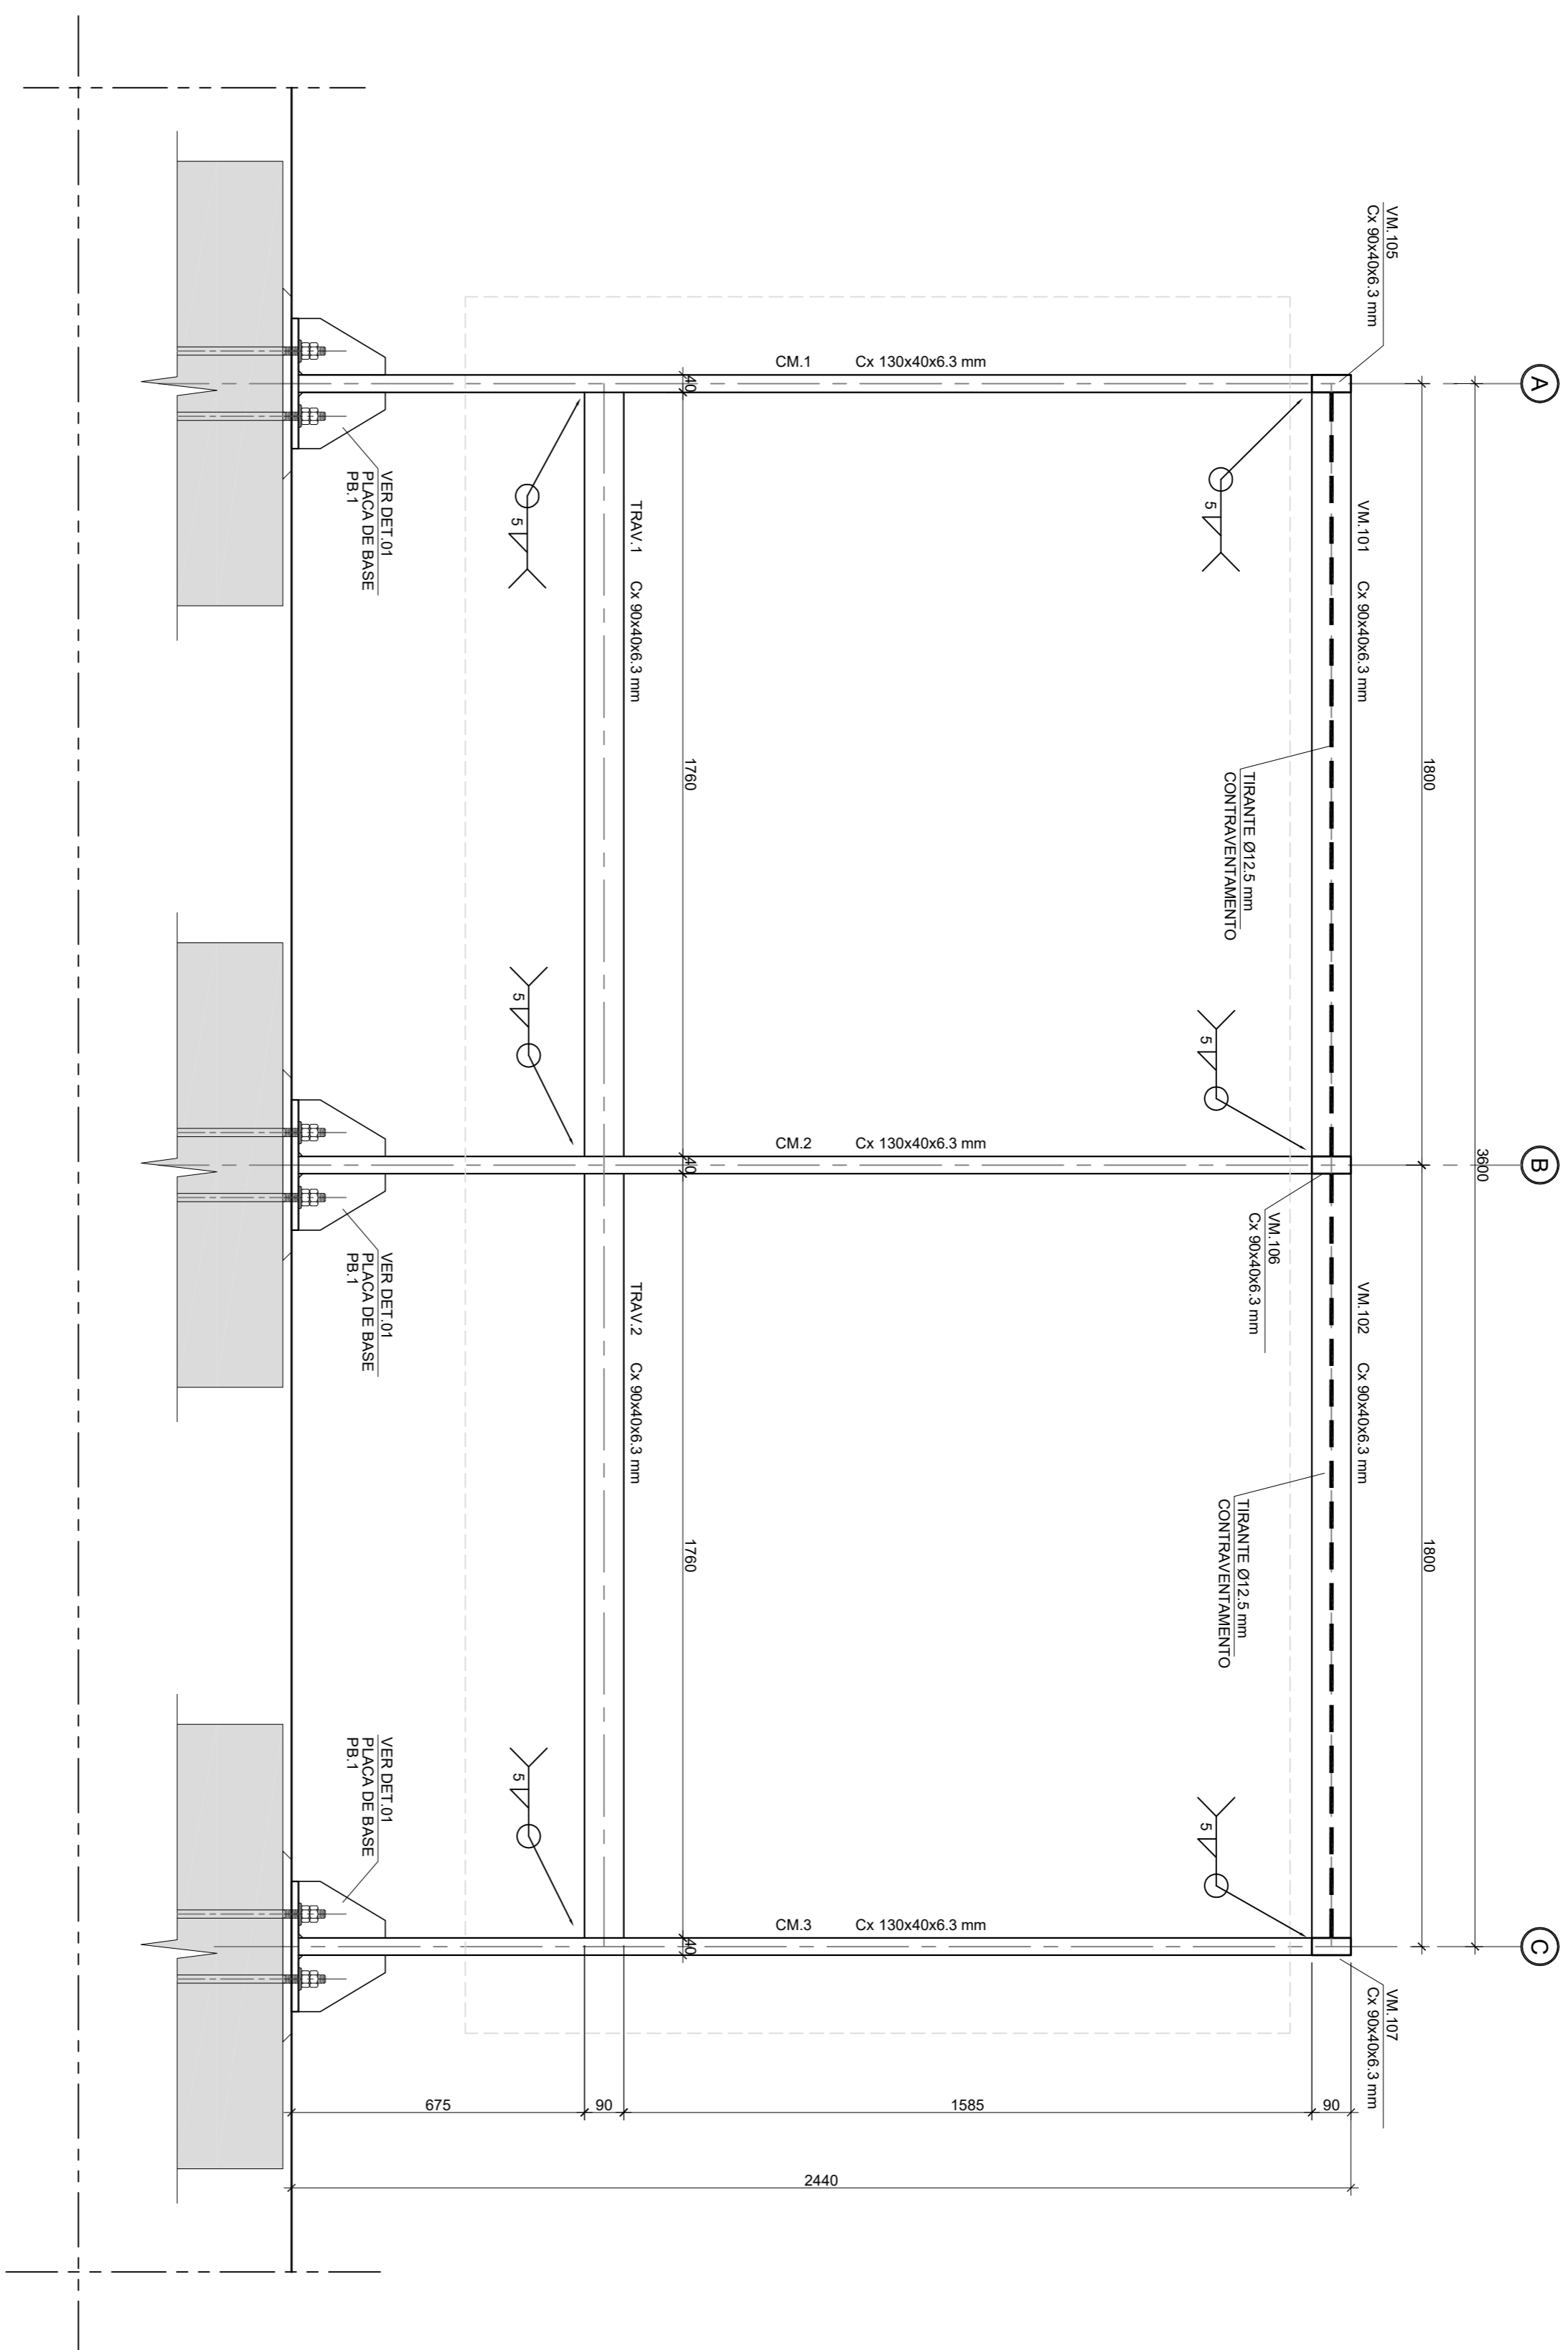 A
B
C
3600
1800
1800
VM.105
Cx 90x40x6.3 mm
VM.101 Cx 90x40x6.3 mm
VM.102 Cx 90x40x6.3 mm
VM.107
Cx 90x40x6.3 mm
TIRANTE Ø12.5 mm
CONTRAVENTAMENTO
VM.106
Cx 90x40x6.3 mm
TIRANTE Ø12.5 mm
CONTRAVENTAMENTO
5
5
5
CM.1 Cx 130x40x6.3 mm
CM.2 Cx 130x40x6.3 mm
CM.3 Cx 130x40x6.3 mm
40
1760
40
1760
40
TRAV.1 Cx 90x40x6.3 mm
TRAV.2 Cx 90x40x6.3 mm
5
5
5
VER DET.01
PLACA DE BASE
PB.1
VER DET.01
PLACA DE BASE
PB.1
VER DET.01
PLACA DE BASE
PB.1
675
90
1585
90
2440